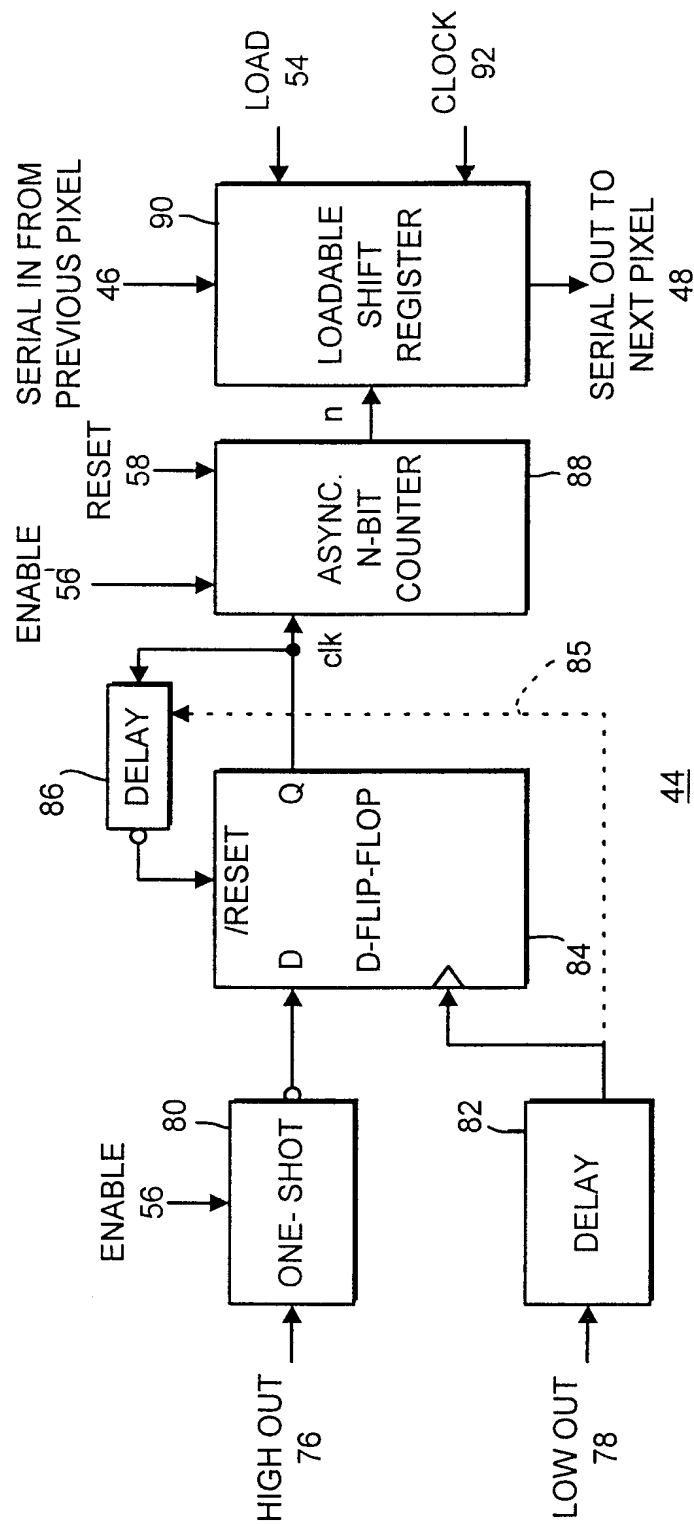 HIGH OUT
76
ENABLE
56
80
ONE- SHOT
LOW OUT
78
82
DELAY
86
DELAY
/RESET
D
Q
D-FLIP-FLOP
84
85
clk
ENABLE
56
RESET
58
ASYNC.
N-BIT
COUNTER
88
n
SERIAL IN FROM
PREVIOUS PIXEL
46
90
LOADABLE
SHIFT
REGISTER
LOAD
54
CLOCK
92
SERIAL OUT TO
NEXT PIXEL
48
44